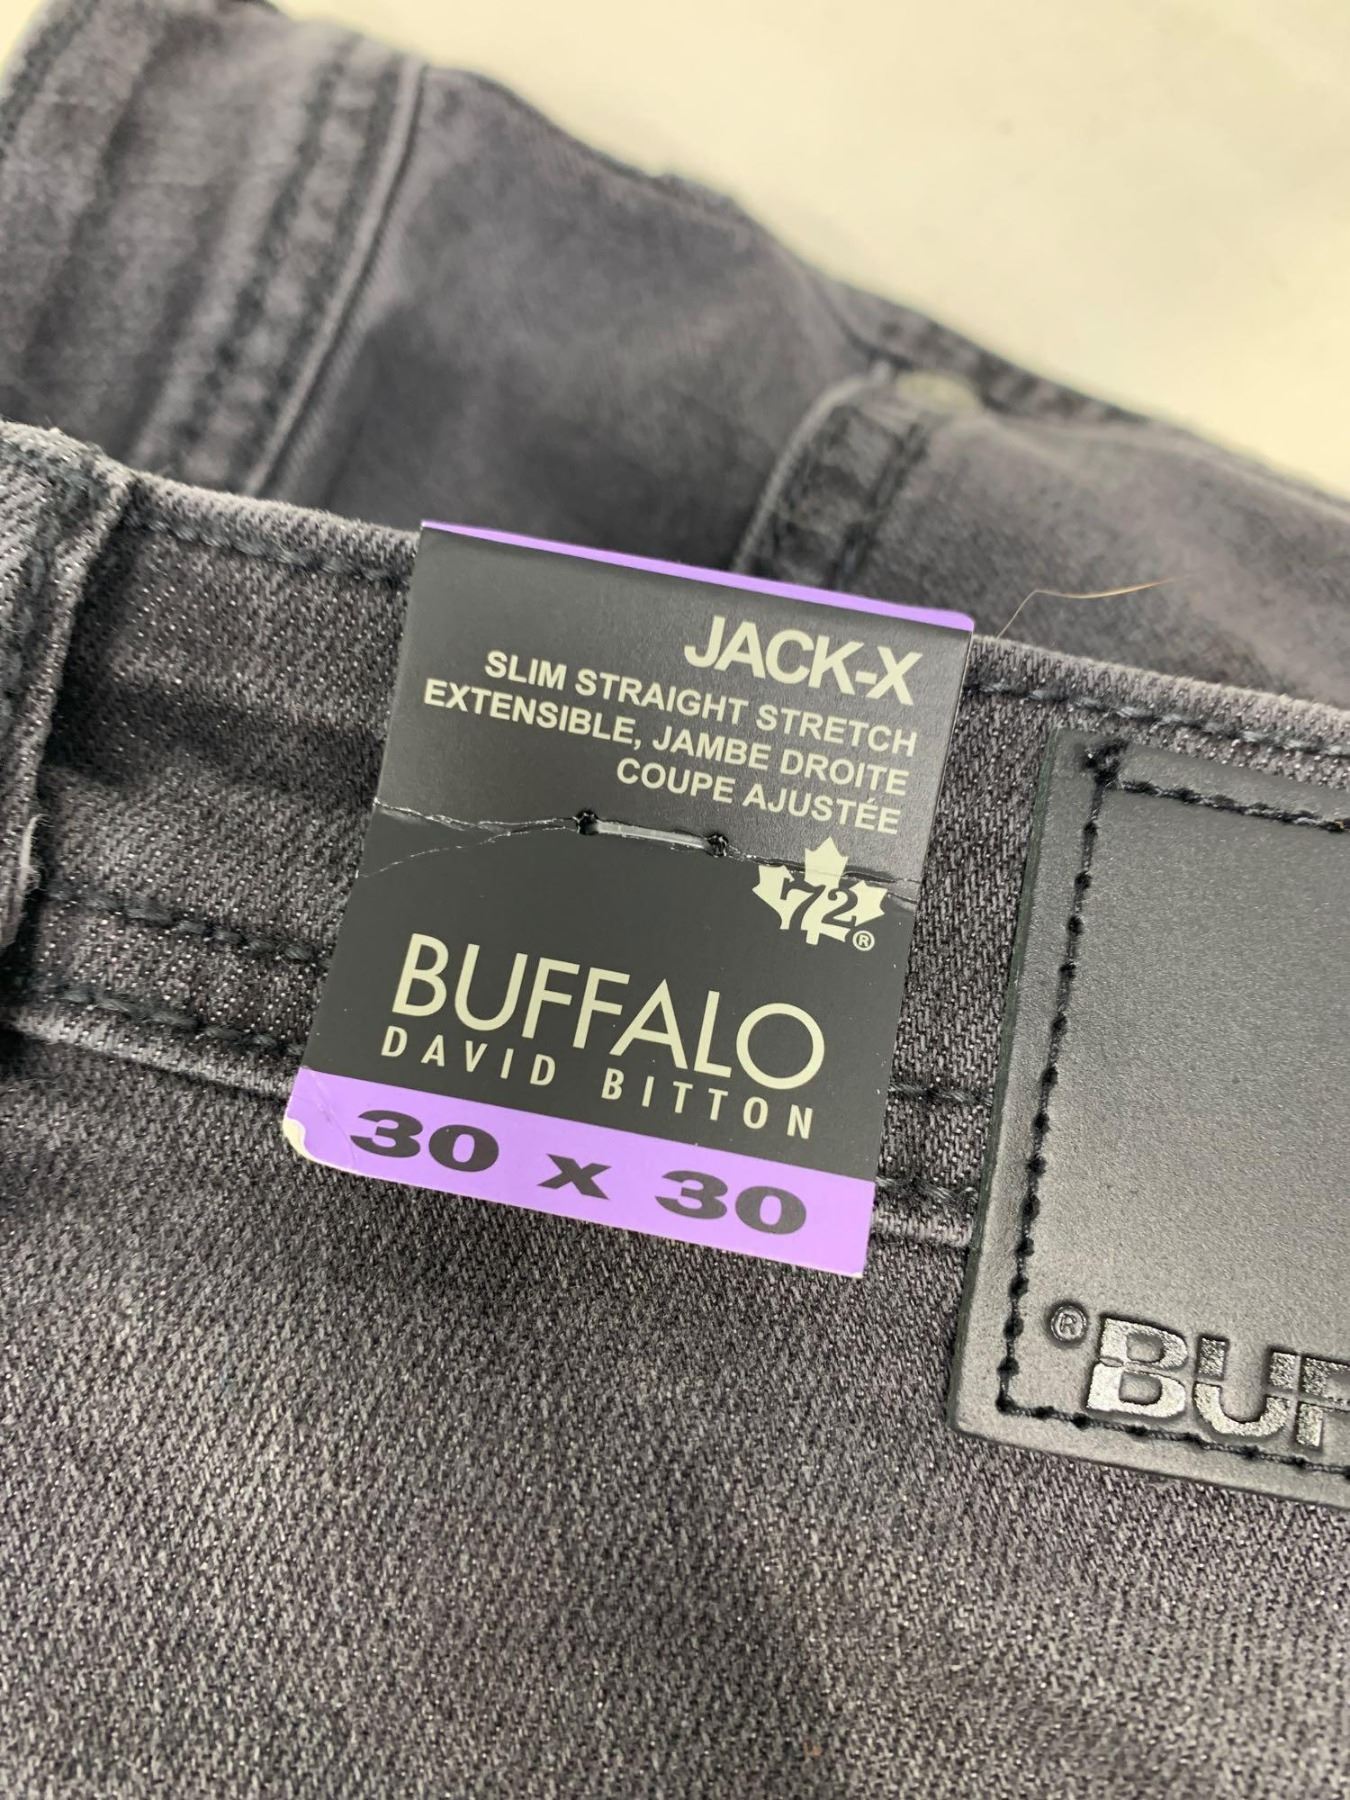 JACK-X
SLIM STRAIGHT STRETCH
EXTENSIBLE, JAMBE DROITE
COUPE AJUSTÉE
72®
BUFFALO
DAVID BITTON
30 x 30
®BUF